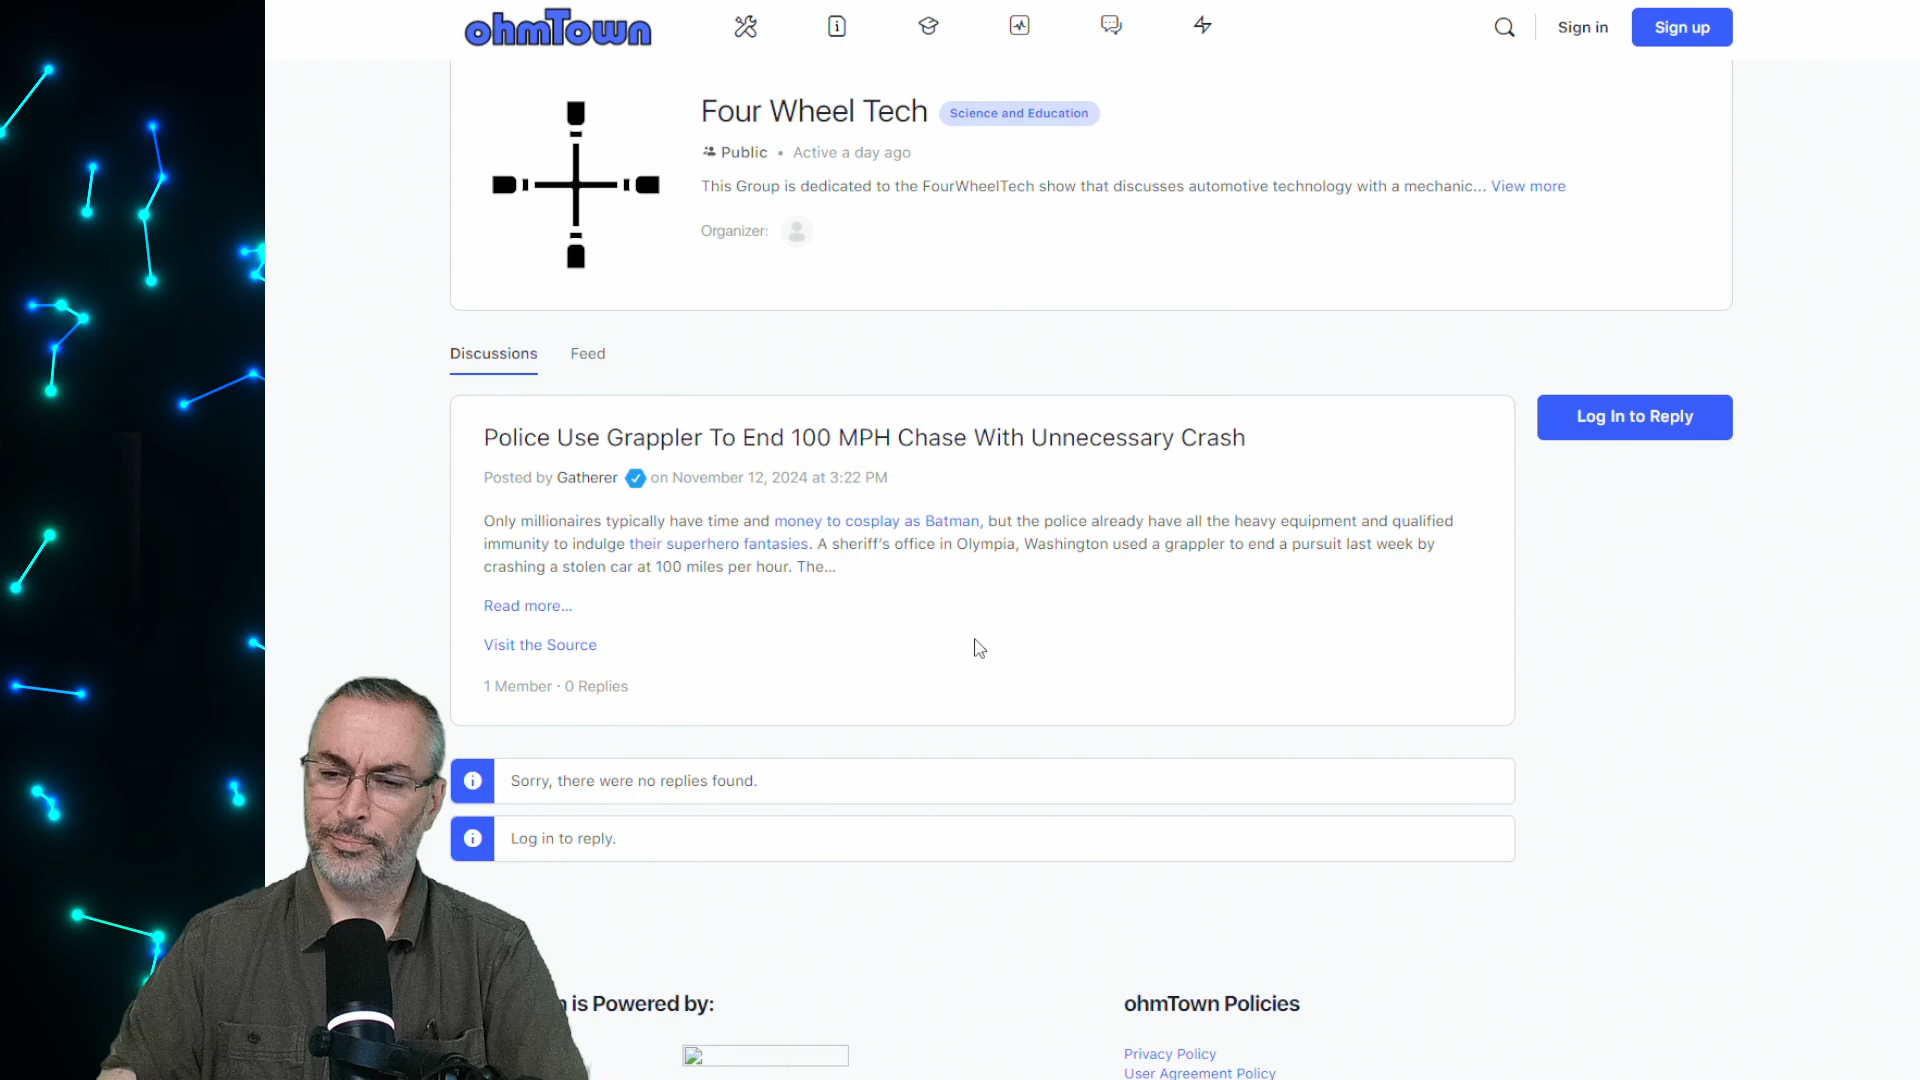 ohmTown
Sign in
Sign up
Four Wheel Tech
Science and Education
Public • Active a day ago
This Group is dedicated to the FourWheelTech show that discusses automotive technology with a mechanic... View more
Organizer:
Discussions
Feed
Police Use Grappler To End 100 MPH Chase With Unnecessary Crash
Log In to Reply
Posted by Gatherer on November 12, 2024 at 3:22 PM
Only millionaires typically have time and money to cosplay as Batman, but the police already have all the heavy equipment and qualified
immunity to indulge their superhero fantasies. A sheriff's office in Olympia, Washington used a grappler to end a pursuit last week by
crashing a stolen car at 100 miles per hour. The...
Read more...
Visit the Source
1 Member · 0 Replies
Sorry, there were no replies found.
Log in to reply.
is Powered by:
ohmTown Policies
Privacy Policy
User Agreement Policy